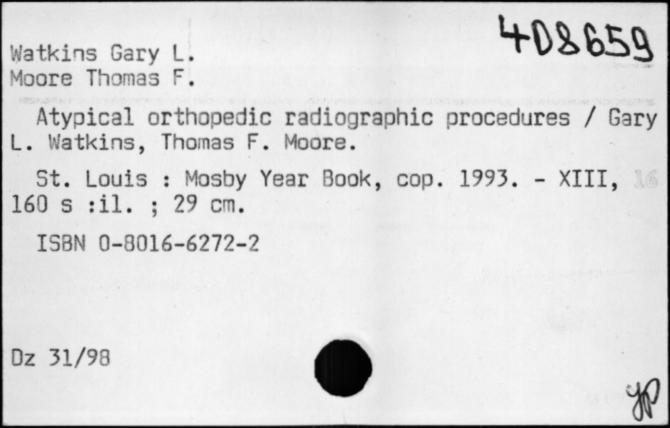 408659
Watkins Gary L.
Moore Thomas F.
Atypical orthopedic radiographic procedures / Gary
L. Watkins, Thomas F. Moore.
St. Louis : Mosby Year Book, cop. 1993. - XIII, 16
160 s :il. ; 29 cm.
ISBN 0-8016-6272-2
Dz 31/98